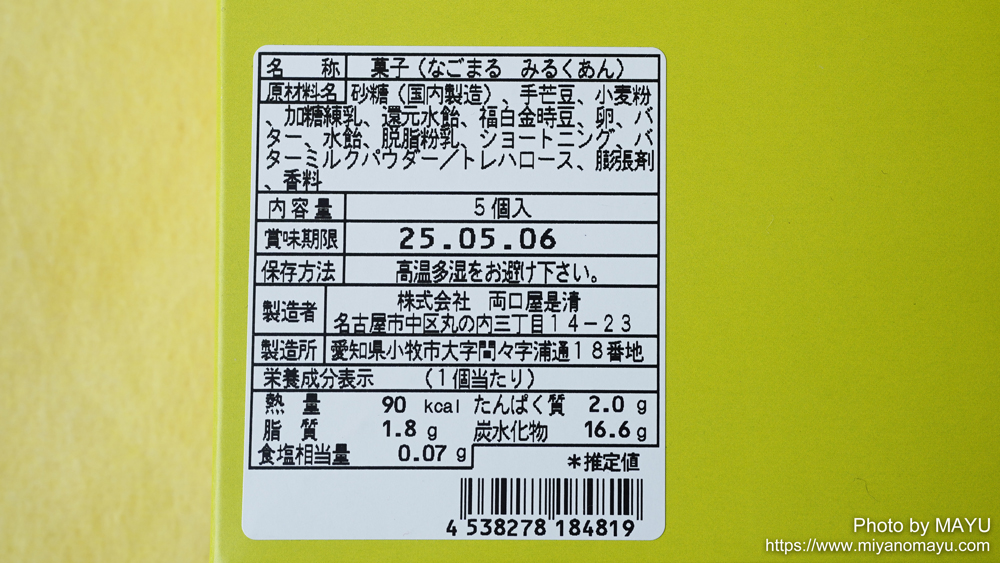 名　称 菓子（なごまる　みるくあん）
原材料名 砂糖（国内製造）、手芒豆、小麦粉
、加糖練乳、還元水飴、福白金時豆、卵、バ
ター、水飴、脱脂粉乳、ショートニング、バ
ターミルクパウダー／トレハロース、膨張剤
、香料
内容量 5個入
賞味期限 25.05.06
保存方法 高温多湿をお避け下さい。
製造者 株式会社　両口屋是清
名古屋市中区丸の内三丁目14－23
製造所 愛知県小牧市大字間々字浦通18番地
栄養成分表示　（1個当たり）
熱　量 90 kcal たんぱく質 2.0 g
脂　質 1.8 g 炭水化物 16.6 g
食塩相当量 0.07 g
＊推定値
4 538278 184819
Photo by MAYU
https://www.miyanomayu.com/